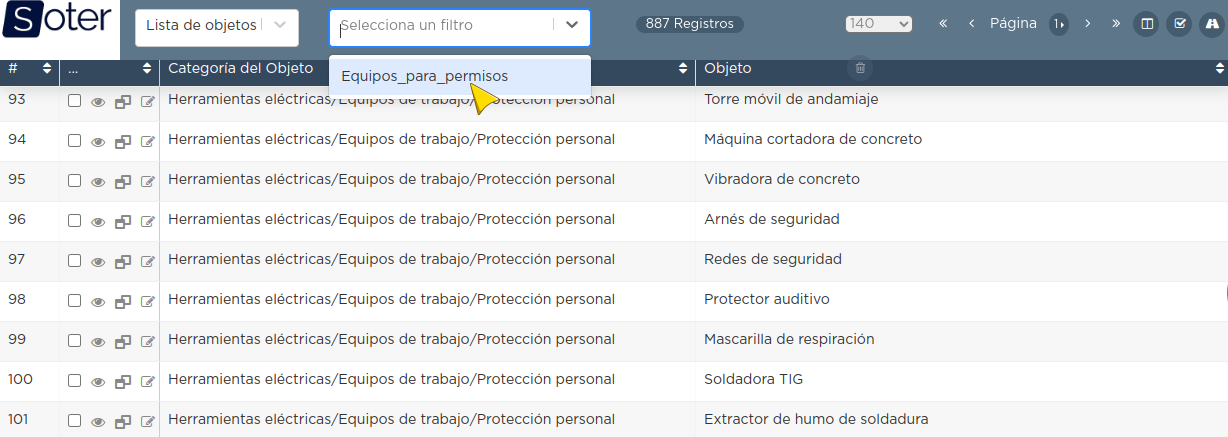 Soter
Lista de objetos
Selecciona un filtro
887 Registros
140
« ‹ Página 1 › »
# ... Categoría del Objeto Objeto
Equipos_para_permisos
93 Herramientas eléctricas/Equipos de trabajo/Protección personal Torre móvil de andamiaje
94 Herramientas eléctricas/Equipos de trabajo/Protección personal Máquina cortadora de concreto
95 Herramientas eléctricas/Equipos de trabajo/Protección personal Vibradora de concreto
96 Herramientas eléctricas/Equipos de trabajo/Protección personal Arnés de seguridad
97 Herramientas eléctricas/Equipos de trabajo/Protección personal Redes de seguridad
98 Herramientas eléctricas/Equipos de trabajo/Protección personal Protector auditivo
99 Herramientas eléctricas/Equipos de trabajo/Protección personal Mascarilla de respiración
100 Herramientas eléctricas/Equipos de trabajo/Protección personal Soldadora TIG
101 Herramientas eléctricas/Equipos de trabajo/Protección personal Extractor de humo de soldadura